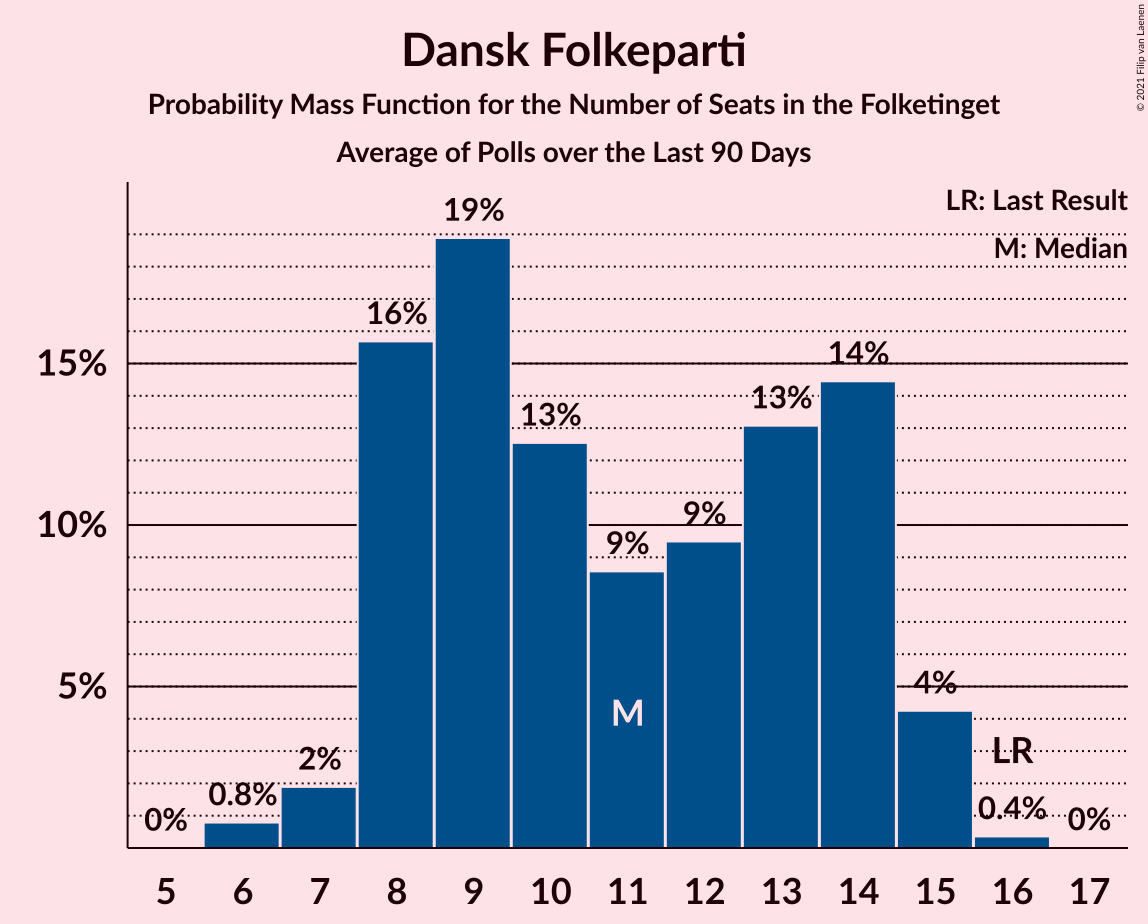 Dansk Folkeparti
Probability Mass Function for the Number of Seats in the Folketinget
Average of Polls over the Last 90 Days
© 2021 Filip van Laenen
LR: Last Result
M: Median
19%
16%
15%
14%
13%
13%
10%
9%
9%
5%
4%
M
LR
2%
0.8%
0.4%
0%
0%
5 6 7 8 9 10 11 12 13 14 15 16 17